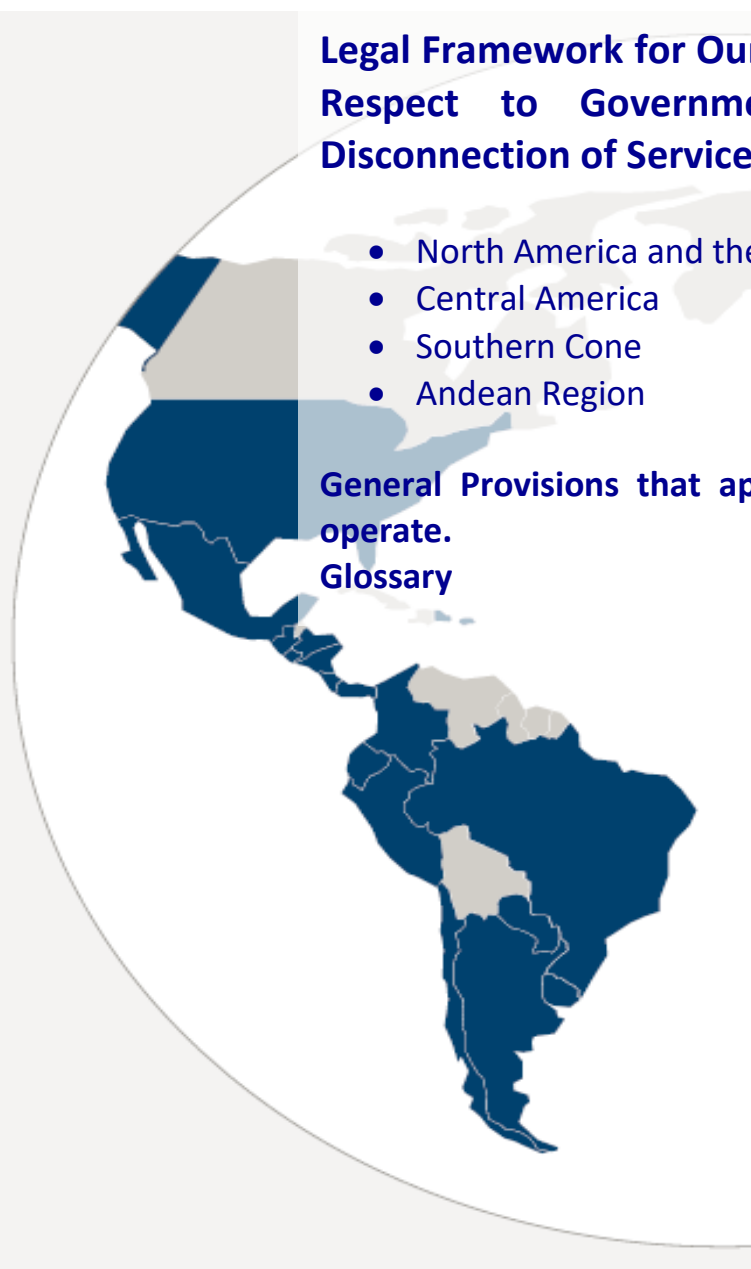 Legal Framework for Our
Respect to Governme
Disconnection of Service
• North America and the
• Central America
• Southern Cone
• Andean Region
General Provisions that ap
operate.
Glossary